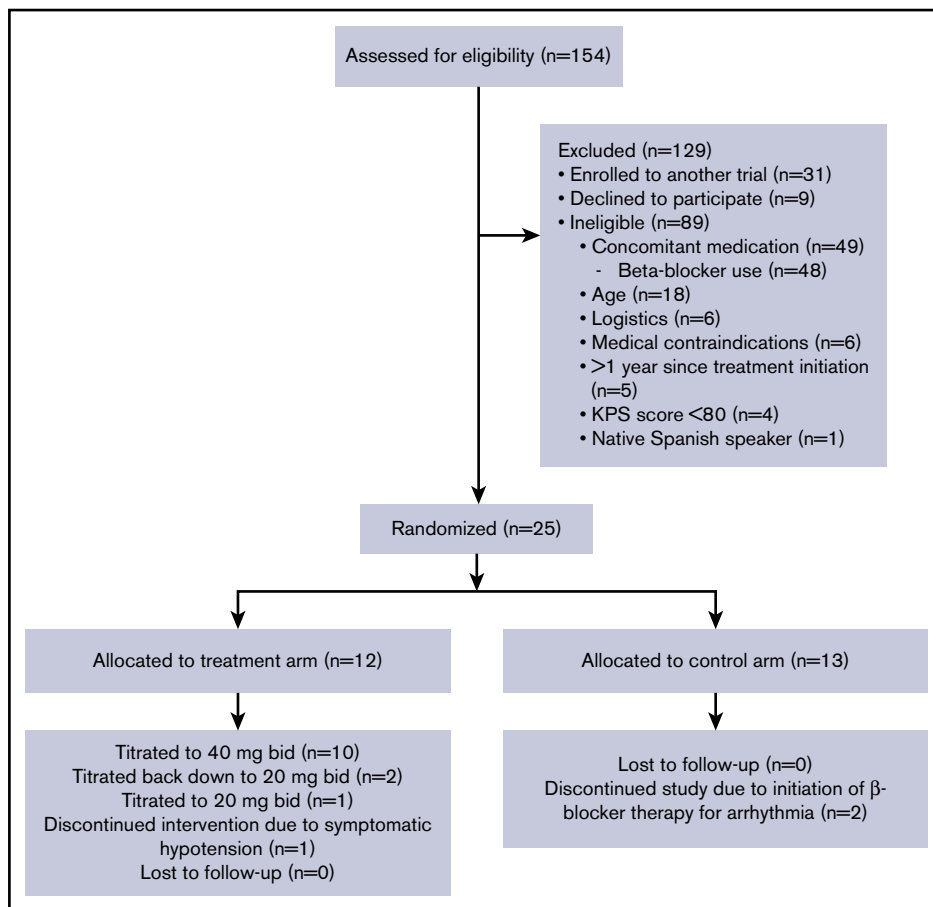 Assessed for eligibility (n=154)
Excluded (n=129)
• Enrolled to another trial (n=31)
• Declined to participate (n=9)
• Ineligible (n=89)
• Concomitant medication (n=49)
- Beta-blocker use (n=48)
• Age (n=18)
• Logistics (n=6)
• Medical contraindications (n=6)
• >1 year since treatment initiation
(n=5)
• KPS score <80 (n=4)
• Native Spanish speaker (n=1)
Randomized (n=25)
Allocated to treatment arm (n=12)
Allocated to control arm (n=13)
Titrated to 40 mg bid (n=10)
Titrated back down to 20 mg bid (n=2)
Titrated to 20 mg bid (n=1)
Discontinued intervention due to symptomatic
hypotension (n=1)
Lost to follow-up (n=0)
Lost to follow-up (n=0)
Discontinued study due to initiation of β-
blocker therapy for arrhythmia (n=2)